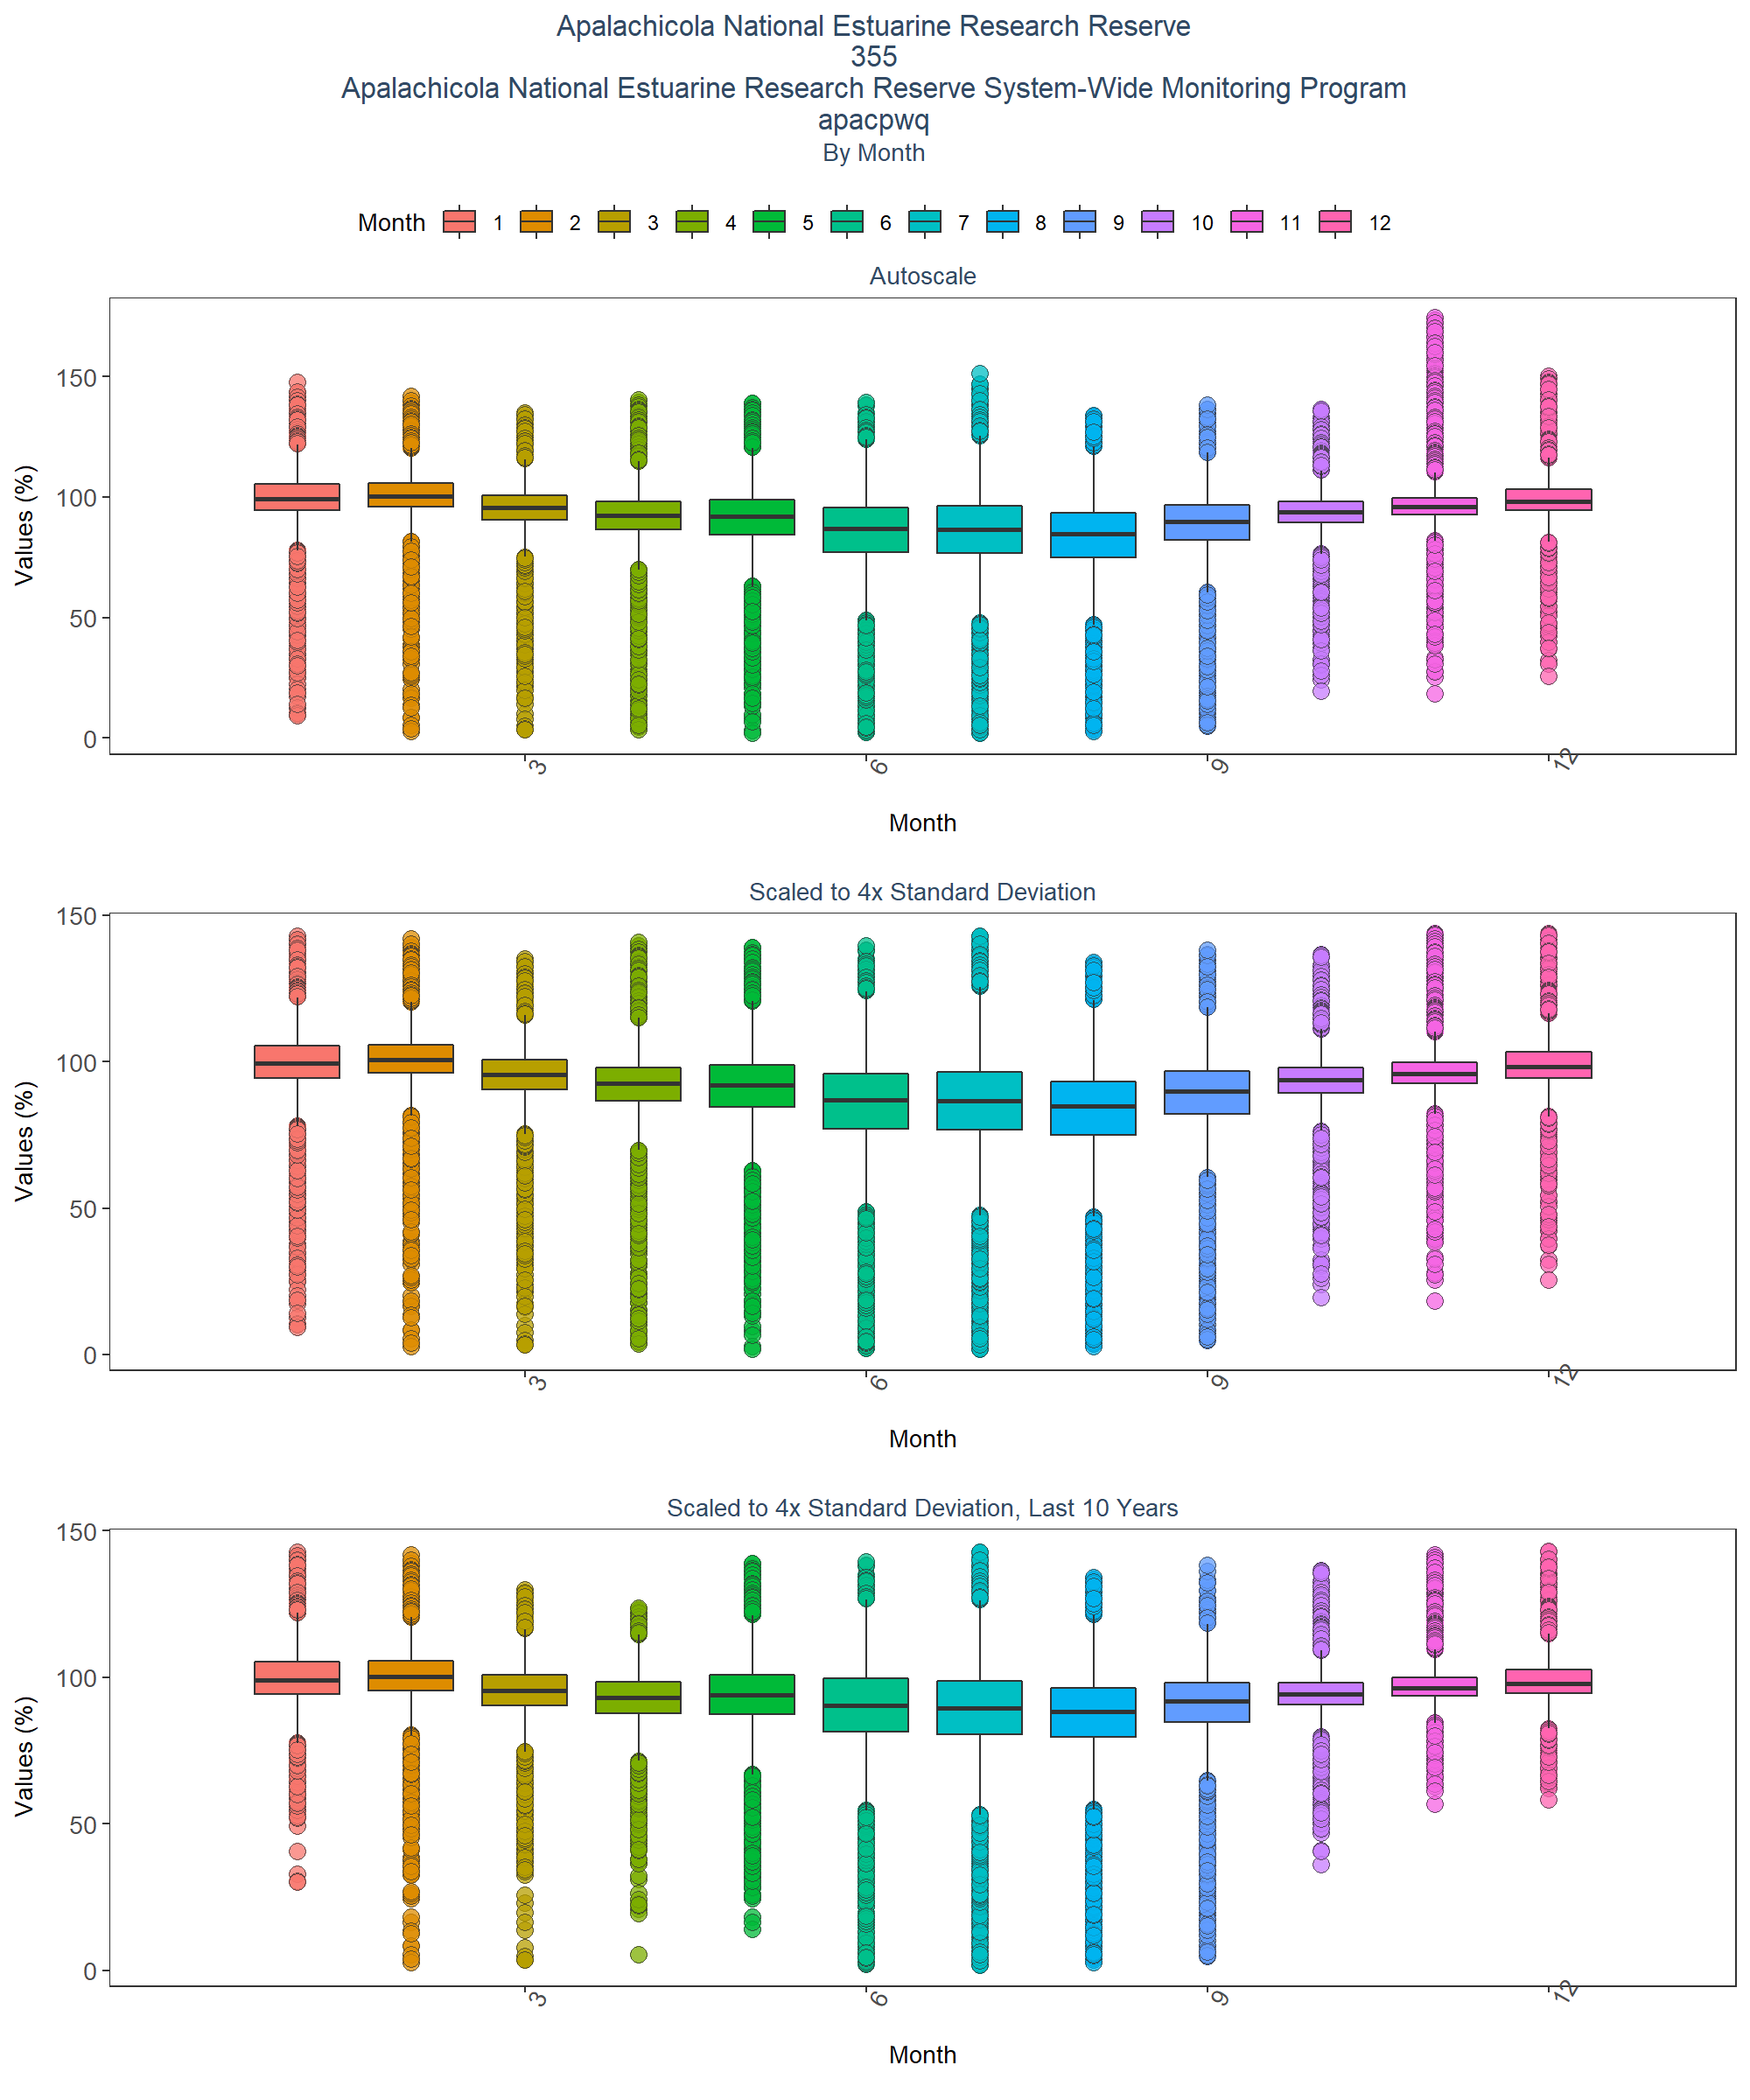 Apalachicola National Estuarine Research Reserve
355
Apalachicola National Estuarine Research Reserve System-Wide Monitoring Program
apacpwq
By Month
Month 1 2 3 4 5 6 7 8 9 10 11 12
Autoscale
Values (%)
150
100
50
0
3 6 9 12
Month
Scaled to 4x Standard Deviation
Values (%)
150
100
50
0
3 6 9 12
Month
Scaled to 4x Standard Deviation, Last 10 Years
Values (%)
150
100
50
0
3 6 9 12
Month